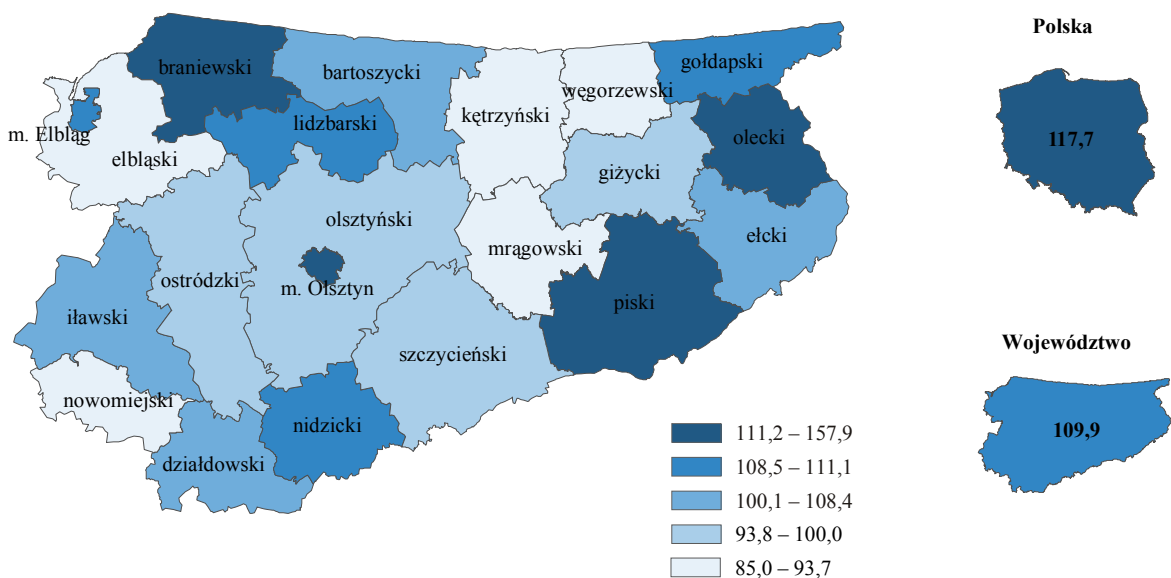 Polska
braniewski
bartoszycki
gołdapski
węgorzewski
kętrzyński
m. Elbląg
lidzbarski
olecki
117,7
elbląski
giżycki
olsztyński
ełcki
mrągowski
ostródzki
m. Olsztyn
piski
iławski
Województwo
szczycieński
nowomiejski
nidzicki
109,9
działdowski
111,2 – 157,9
108,5 – 111,1
100,1 – 108,4
93,8 – 100,0
85,0 – 93,7